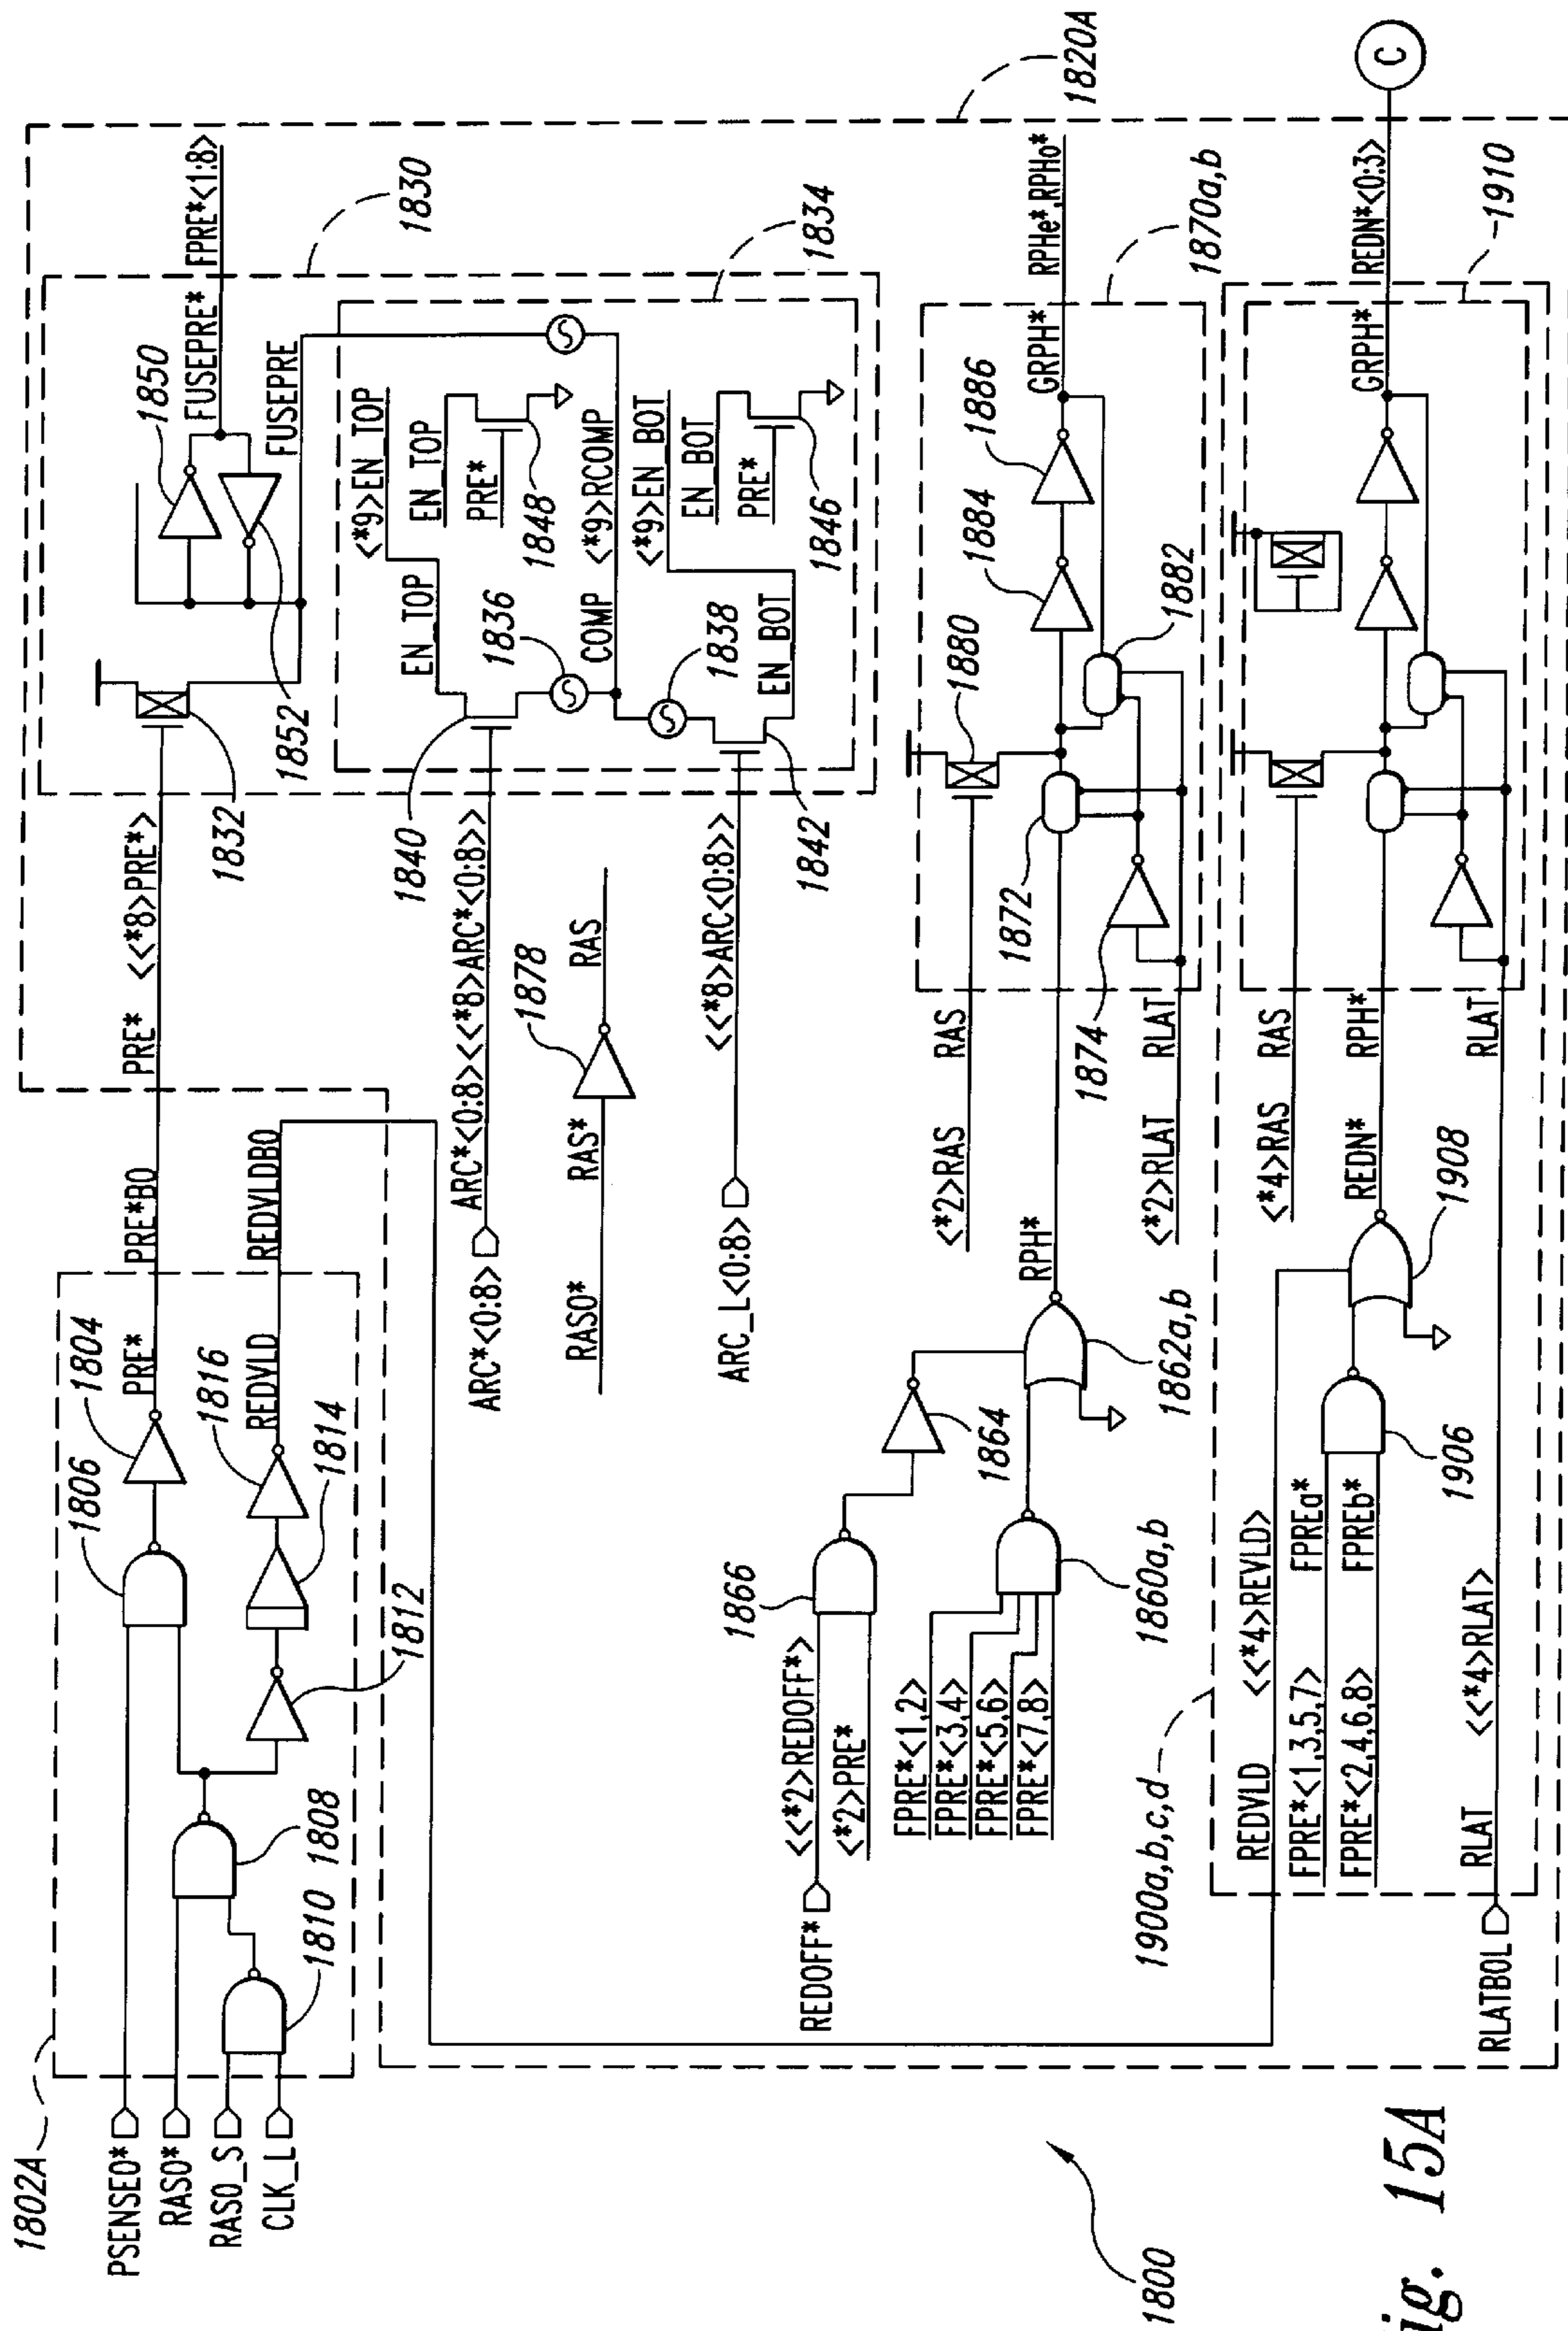 1802A
PSENSE0*
RAS0*
RAS0_S
CLK_L
1806
1804
PRE*
PRE*BO
PRE*
<<*8>PRE*>
1810
1808
1812
1814
1816
REDVLD
REDVLDBO
1832
1850
FUSEPRE*
FPRE*<1:8>
1852
FUSEPRE
1830
1834
1820A
ARC*<0:8>
ARC*<0:8><<*8>ARC*<0:8>>
1840
EN_TOP
<*9>EN_TOP
EN_TOP
PRE*
1848
1836
COMP
<*9>RCOMP
1838
<*9>EN_BOT
EN_BOT
EN_BOT
PRE*
1846
1842
RAS0*
RAS*
1878
RAS
ARC_L<0:8>
<<*8>ARC<0:8>>
REDOFF*
<<*2>REDOFF*>
<*2>PRE*
1866
1864
FPRE*<1,2>
FPRE*<3,4>
FPRE*<5,6>
FPRE*<7,8>
1860a,b
1862a,b
RPH*
<*2>RAS
RAS
<*2>RLAT
RLAT
1872
1874
1880
1884
1882
1886
GRPH*
RPHe*,RPHo*
1870a,b
1900a,b,c,d
REDVLD
<<*4>REVLD>
FPRE*<1,3,5,7>
FPREa*
FPRE*<2,4,6,8>
FPREb*
1906
1908
REDN*
RPH*
<*4>RAS
RAS
RLATBOL
RLAT
<<*4>RLAT>
RLAT
GRPH*
REDN*<0:3>
C
1910
1800
ig. 15A